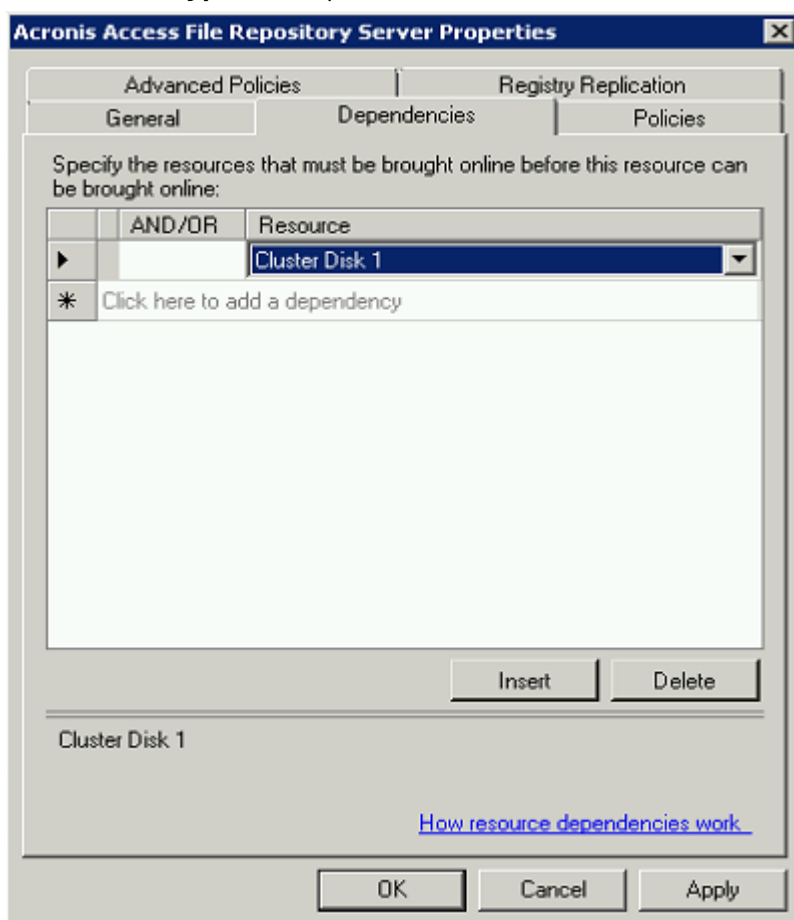 Acronis Access File Repository Server Properties
Advanced Policies
Registry Replication
General
Dependencies
Policies
Specify the resources that must be brought online before this resource can
be brought online:
AND/OR
Resource
Cluster Disk 1
Click here to add a dependency
Insert
Delete
Cluster Disk 1
How resource dependencies work
OK
Cancel
Apply